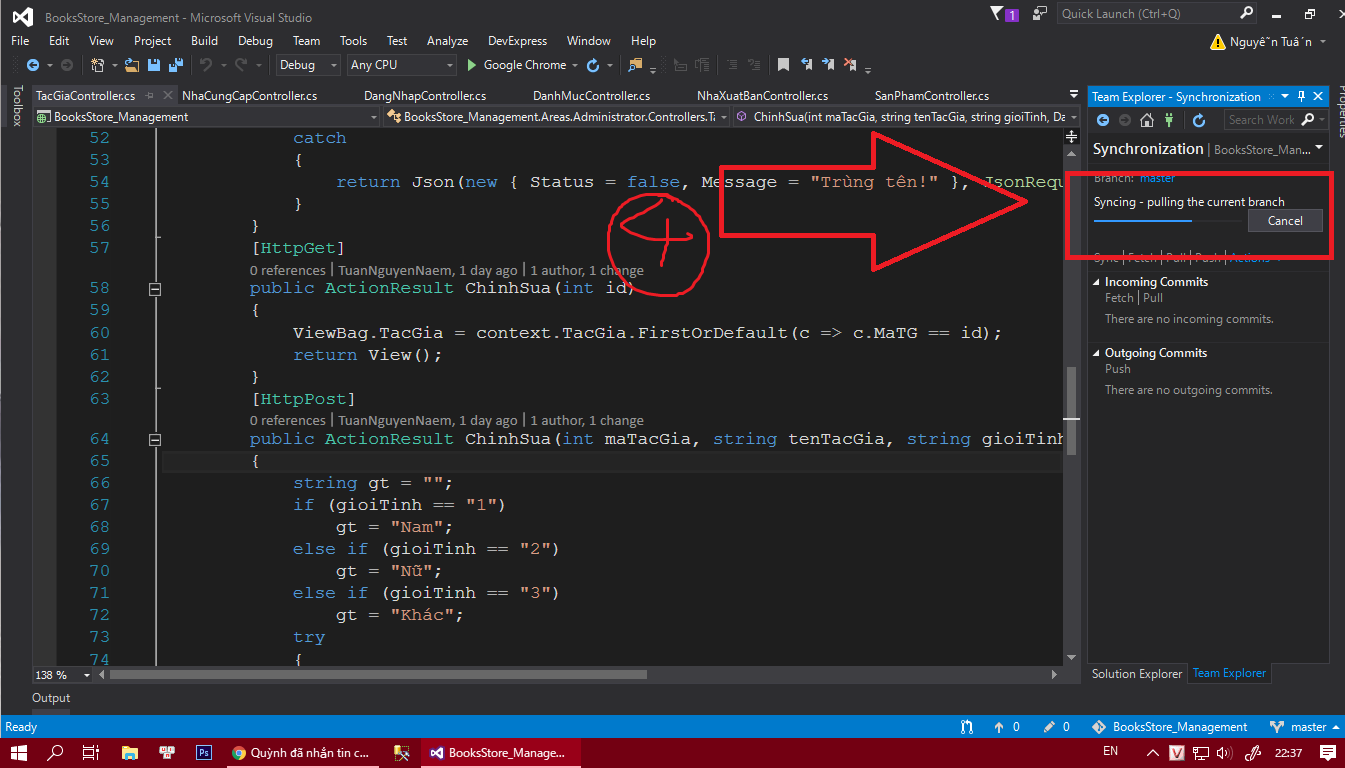 BooksStore_Management - Microsoft Visual Studio
1
Quick Launch (Ctrl+Q)
File Edit View Project Build Debug Team Tools Test Analyze DevExpress Window Help
Nguyê˜n Tuâ´n
Debug Any CPU Google Chrome
Toolbox
TacGiaController.cs NhaCungCapController.cs DangNhapController.cs DanhMucController.cs NhaXuatBanController.cs SanPhamController.cs
BooksStore_Management BooksStore_Management.Areas.Administrator.Controllers.Ta ChinhSua(int maTacGia, string tenTacGia, string gioiTinh, Da
52 catch
53 {
54 return Json(new { Status = false, Message = "Trùng tên!" }, JsonRequ
55 }
56 }
57 [HttpGet]
0 references | TuanNguyenNaem, 1 day ago | 1 author, 1 change
58 public ActionResult ChinhSua(int id)
59 {
60 ViewBag.TacGia = context.TacGia.FirstOrDefault(c => c.MaTG == id);
61 return View();
62 }
63 [HttpPost]
0 references | TuanNguyenNaem, 1 day ago | 1 author, 1 change
64 public ActionResult ChinhSua(int maTacGia, string tenTacGia, string gioiTinh
65 {
66 string gt = "";
67 if (gioiTinh == "1")
68 gt = "Nam";
69 else if (gioiTinh == "2")
70 gt = "Nữ";
71 else if (gioiTinh == "3")
72 gt = "Khác";
73 try
74 {
138 %
Output
Team Explorer - Synchronization
Search Work
Synchronization | BooksStore_Man...
Branch: master
Syncing - pulling the current branch
Cancel
Sync | Fetch | Pull | Push | Actions
Incoming Commits
Fetch | Pull
There are no incoming commits.
Outgoing Commits
Push
There are no outgoing commits.
Solution Explorer Team Explorer
Properties
Ready 0 0 BooksStore_Management master
Ps Quỳnh đã nhắn tin c... BooksStore_Manage... EN V 22:37